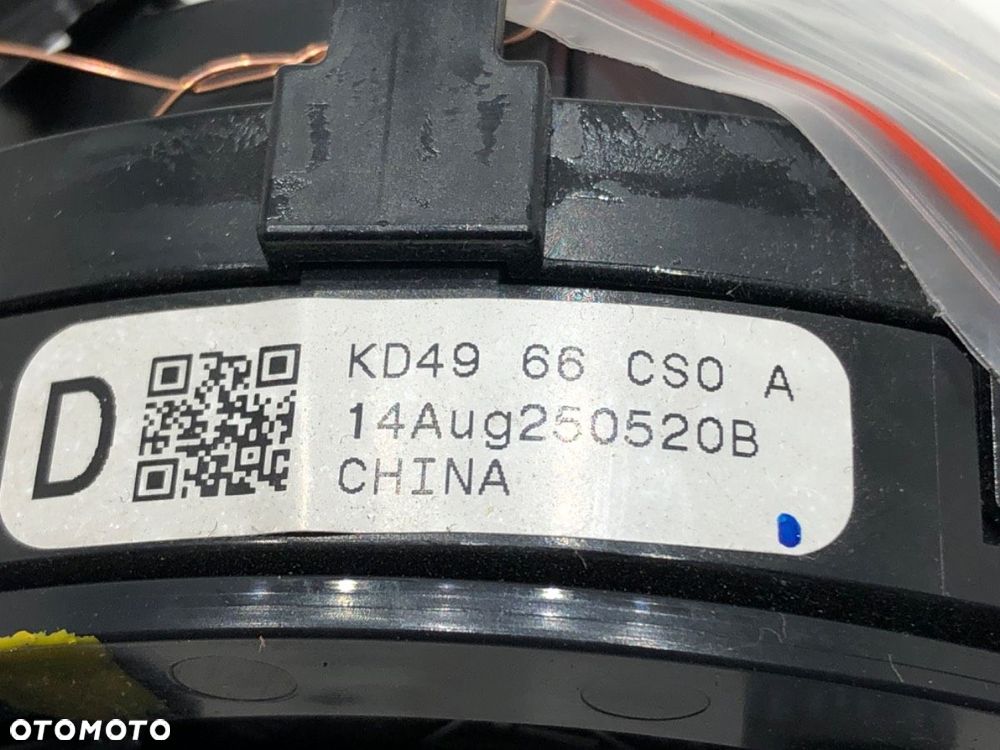 D
KD49 66 CS0 A
14Aug250520B
CHINA
OTOMOTO